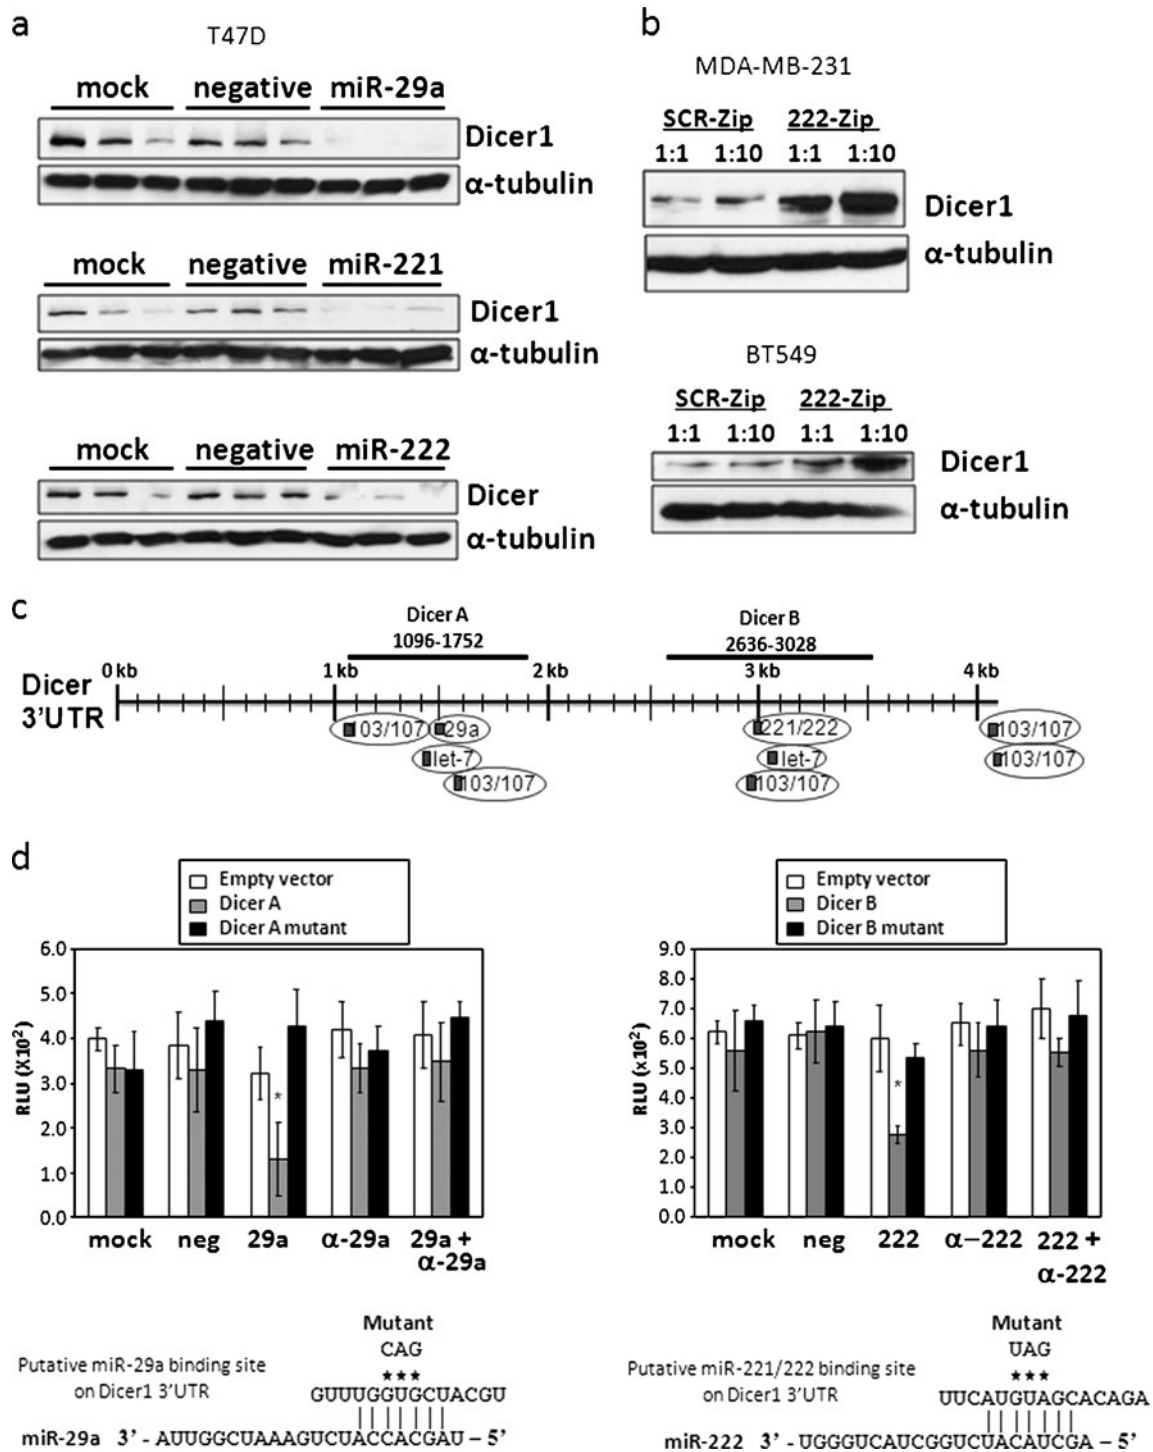 a
T47D
mock negative miR-29a
Dicer1
α-tubulin
mock negative miR-221
Dicer1
α-tubulin
mock negative miR-222
Dicer
α-tubulin
b
MDA-MB-231
SCR-Zip 222-Zip
1:1 1:10 1:1 1:10
Dicer1
α-tubulin
BT549
SCR-Zip 222-Zip
1:1 1:10 1:1 1:10
Dicer1
α-tubulin
c
Dicer A
1096-1752
Dicer B
2636-3028
0 kb 1 kb 2 kb 3 kb 4 kb
Dicer
3'UTR
103/107 29a 221/222 103/107
let-7 let-7 103/107
103/107 103/107
d
Empty vector
Dicer A
Dicer A mutant
6.0
5.0
4.0
3.0
2.0
1.0
0.0
RLU (X10²)
*
mock neg 29a α-29a 29a + α-29a
Mutant
CAG
Putative miR-29a binding site
on Dicer1 3'UTR
★★★
GUUUGGUGCUACGU
miR-29a 3' - AUUGGCUAAAGUCUACCACGAU – 5'
Empty vector
Dicer B
Dicer B mutant
9.0
8.0
7.0
6.0
5.0
4.0
3.0
2.0
1.0
0.0
RLU (x10²)
*
mock neg 222 α–222 222 + α-222
Mutant
UAG
Putative miR-221/222 binding site
on Dicer1 3'UTR
★★★
UUCAUGUAGCACAGA
miR-222 3' - UGGGUCAUCGGUCUACAUCGA – 5'